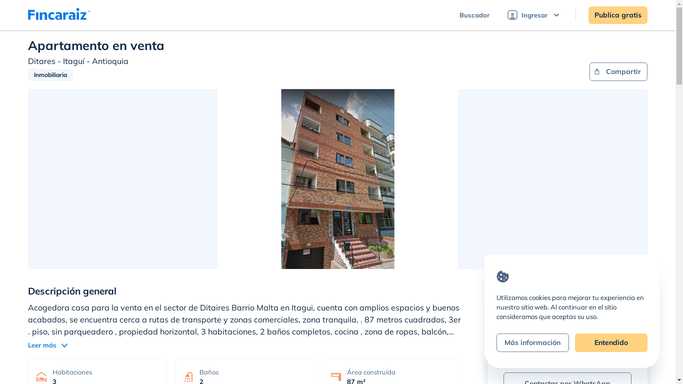 Fincaraiz
Buscador
Ingresar
Publica gratis
Apartamento en venta
Ditares - Itagui - Antioquia
Inmobiliaria
Compartir
Descripción general
Acogedora casa para la venta en el sector de Ditaires Barrio Malta en Itagui, cuenta con amplios espacios y buenos
acabados, se encuentra cerca a rutas de transporte y zonas comerciales, zona tranquila, . 87 metros cuadrados, 3er
. piso, sin parqueadero , propiedad horizontal, 3 habitaciones, 2 baños completos, cocina , zona de ropas, balcón,...
Leer más
Utilizamos cookies para mejorar tu experiencia en
nuestro sitio web. Al continuar en el sitio
consideramos que aceptas su uso.
Más información
Entendido
Habitaciones
3
Baños
2
Área construida
87 m²
Contactar por WhatsApp